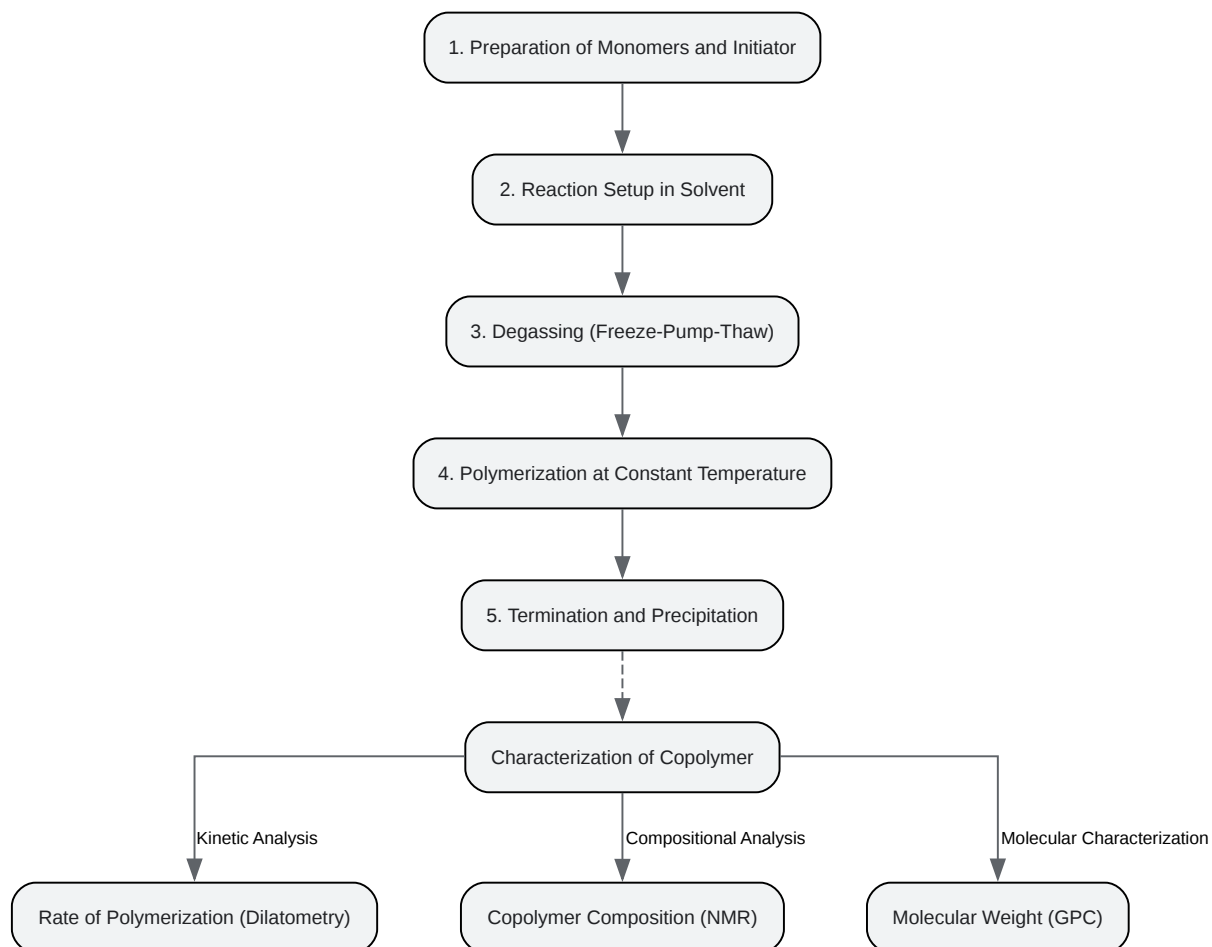 1. Preparation of Monomers and Initiator
2. Reaction Setup in Solvent
3. Degassing (Freeze-Pump-Thaw)
4. Polymerization at Constant Temperature
5. Termination and Precipitation
Characterization of Copolymer
Kinetic Analysis
Compositional Analysis
Molecular Characterization
Rate of Polymerization (Dilatometry)
Copolymer Composition (NMR)
Molecular Weight (GPC)